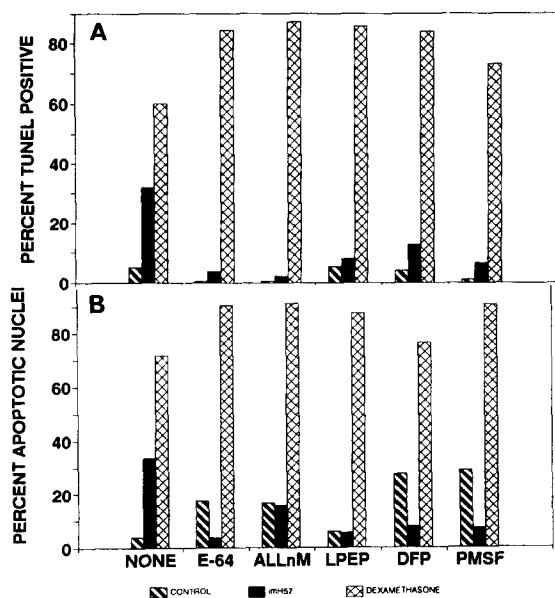 A
PERCENT TUNEL POSITIVE
80
60
40
20
0
B
PERCENT APOPTOTIC NUCLEI
80
60
40
20
0
NONE E-64 ALLnM LPEP DFP PMSF
CONTROL imH57 DEXAMETHASONE